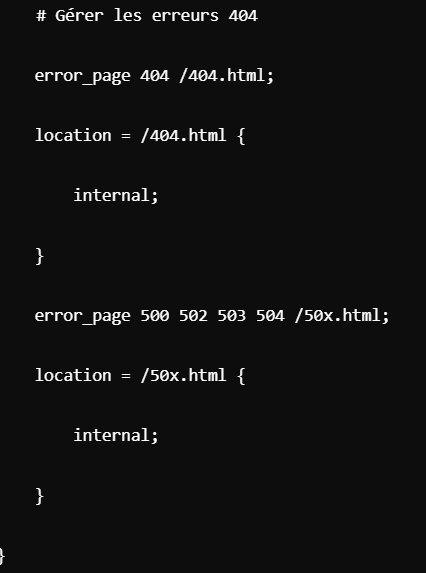 # Gérer les erreurs 404
error_page 404 /404.html;
location = /404.html {
internal;
}
error_page 500 502 503 504 /50x.html;
location = /50x.html {
internal;
}
}